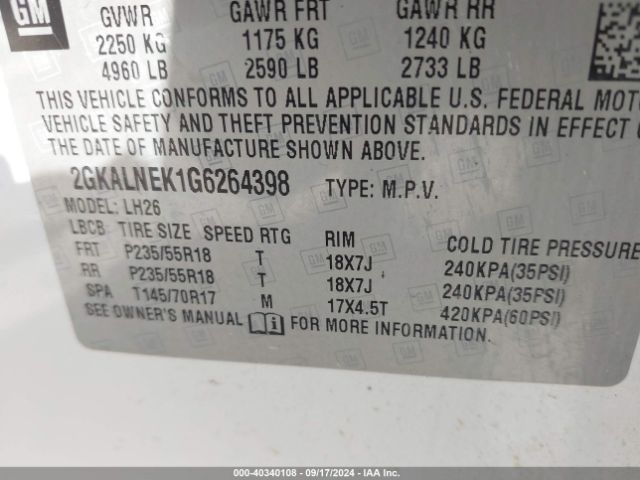 GM
GVWR GAWR FRT GAWR RR
2250 KG 1175 KG 1240 KG
4960 LB 2590 LB 2733 LB
THIS VEHICLE CONFORMS TO ALL APPLICABLE U.S. FEDERAL MOT
VEHICLE SAFETY AND THEFT PREVENTION STANDARDS IN EFFECT
THE DATE OF MANUFACTURE SHOWN ABOVE.
2GKALNEK1G6264398 TYPE: M.P.V.
MODEL: LH26
LBCB TIRE SIZE SPEED RTG RIM COLD TIRE PRESSURE
FRT P235/55R18 T 18X7J 240KPA(35PSI)
RR P235/55R18 T 18X7J 240KPA(35PSI)
SPA T145/70R17 M 17X4.5T 420KPA(60PSI)
SEE OWNER'S MANUAL FOR MORE INFORMATION.
000-40340108 - 09/17/2024 - IAA Inc.